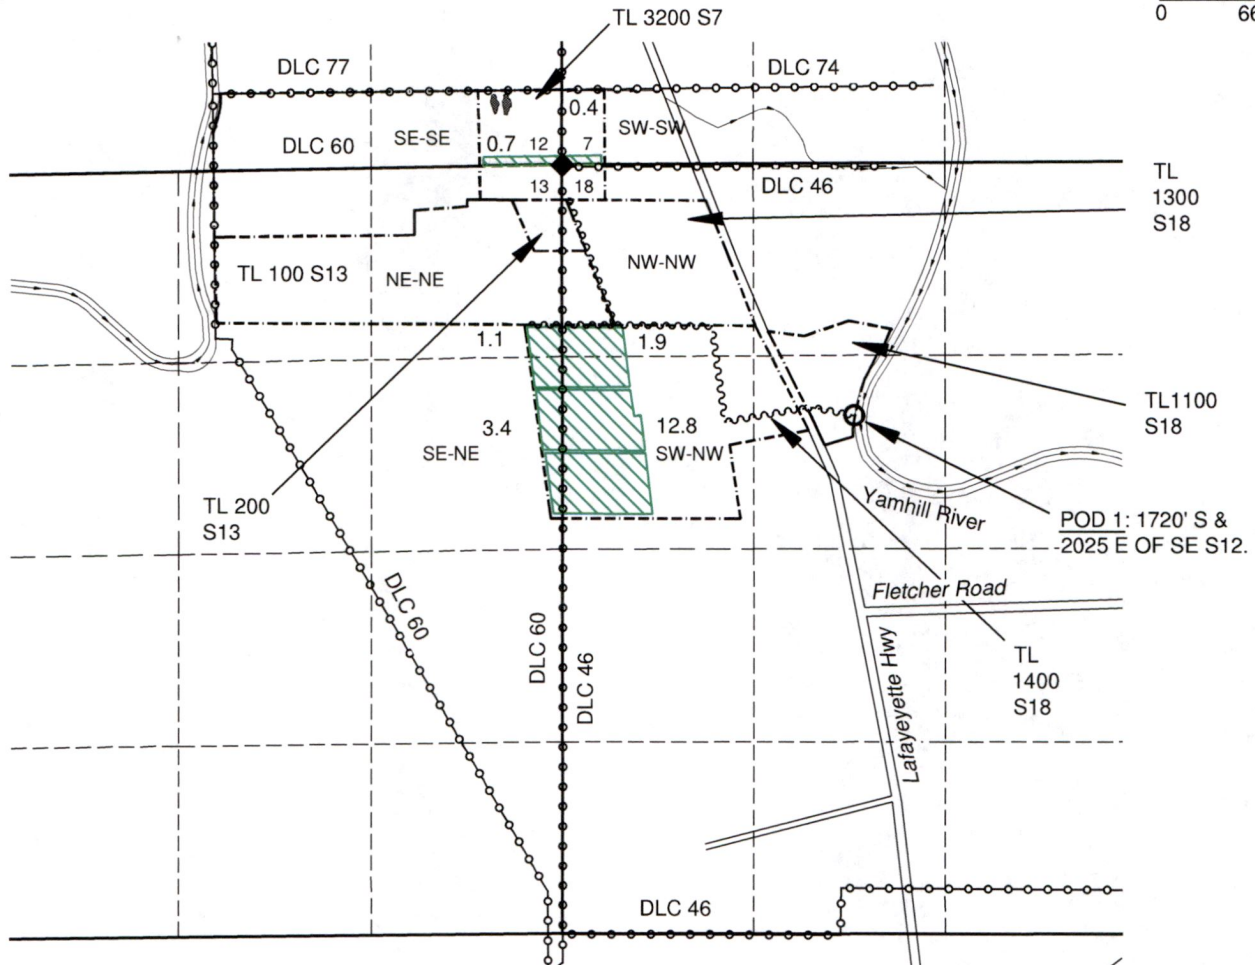 0 66
TL 3200 S7
DLC 77
DLC 74
0.4
SW-SW
SE-SE
DLC 60
0.7 12 7
13 18
DLC 46
TL
1300
S18
NW-NW
TL 100 S13
NE-NE
1.1
1.9
TL1100
S18
3.4
12.8
SE-NE
SW-NW
TL 200
S13
Yamhill River
POD 1: 1720' S &
2025 E OF SE S12.
Fletcher Road
DLC 60
DLC 60
DLC 46
TL
1400
S18
Lafayeyette Hwy
DLC 46